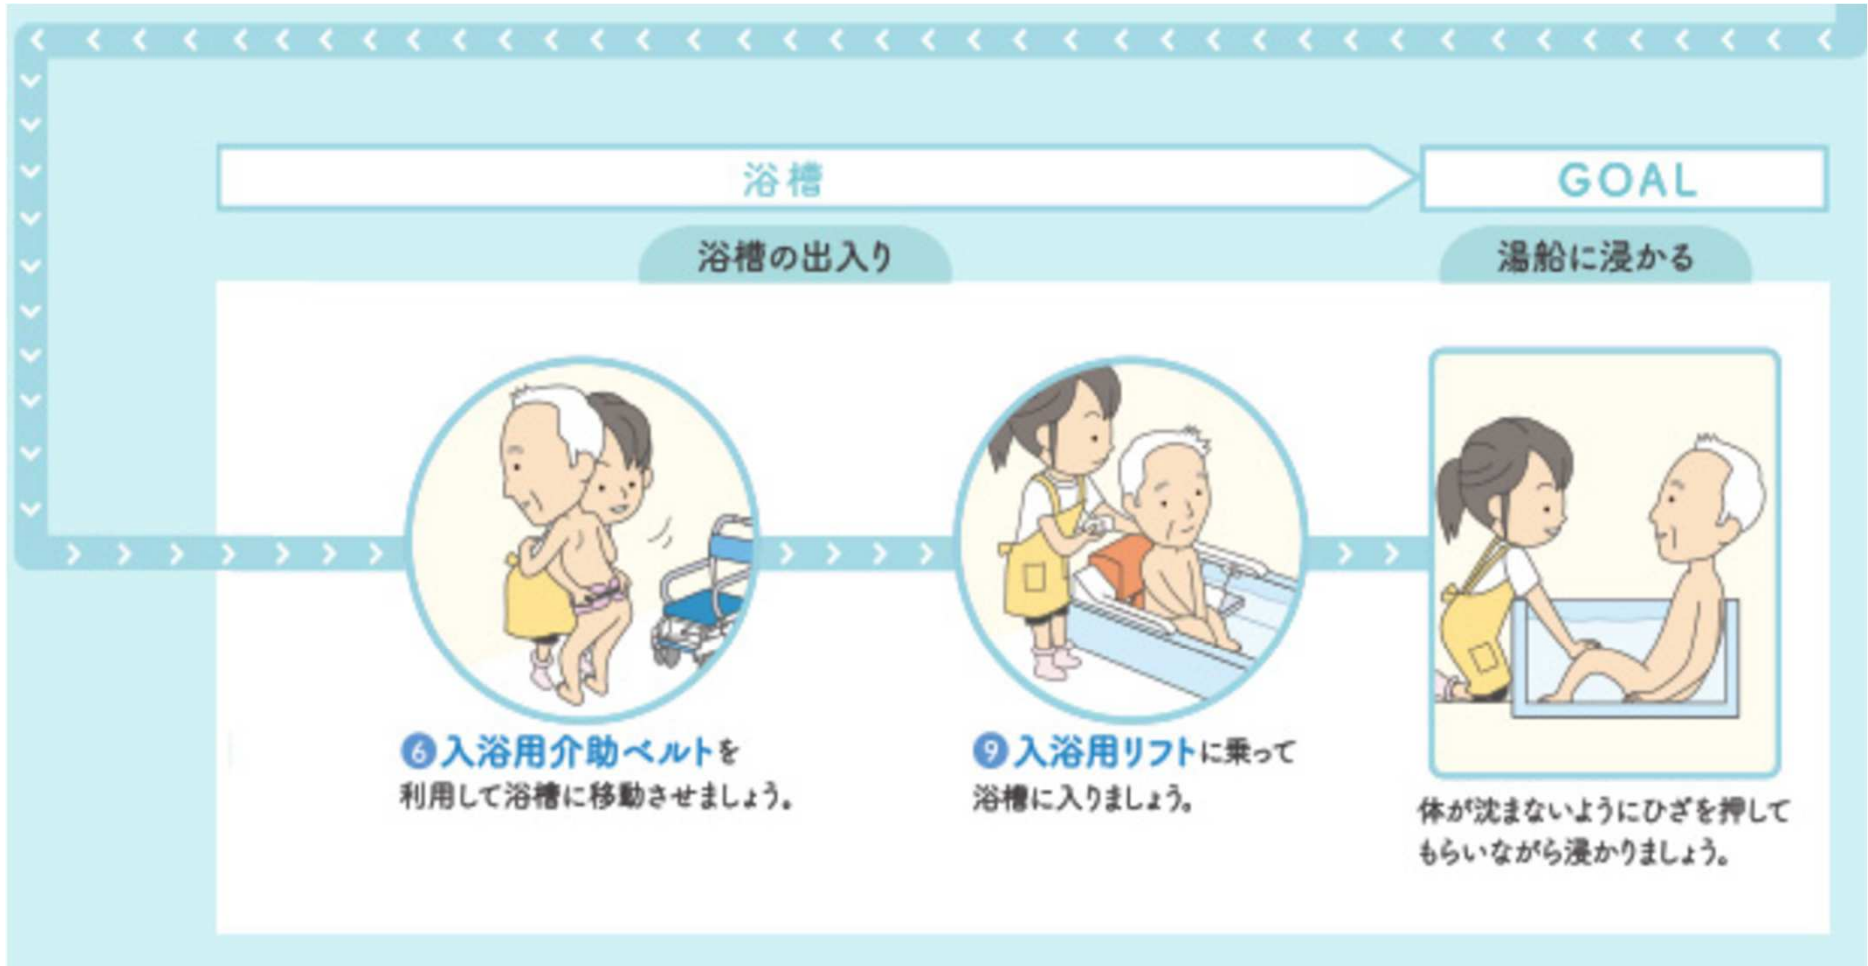 浴槽
GOAL
浴槽の出入り
湯船に浸かる
6 入浴用介助ベルトを
利用して浴槽に移動させましょう。
9 入浴用リフトに乗って
浴槽に入りましょう。
体が沈まないようにひざを押して
もらいながら浸かりましょう。